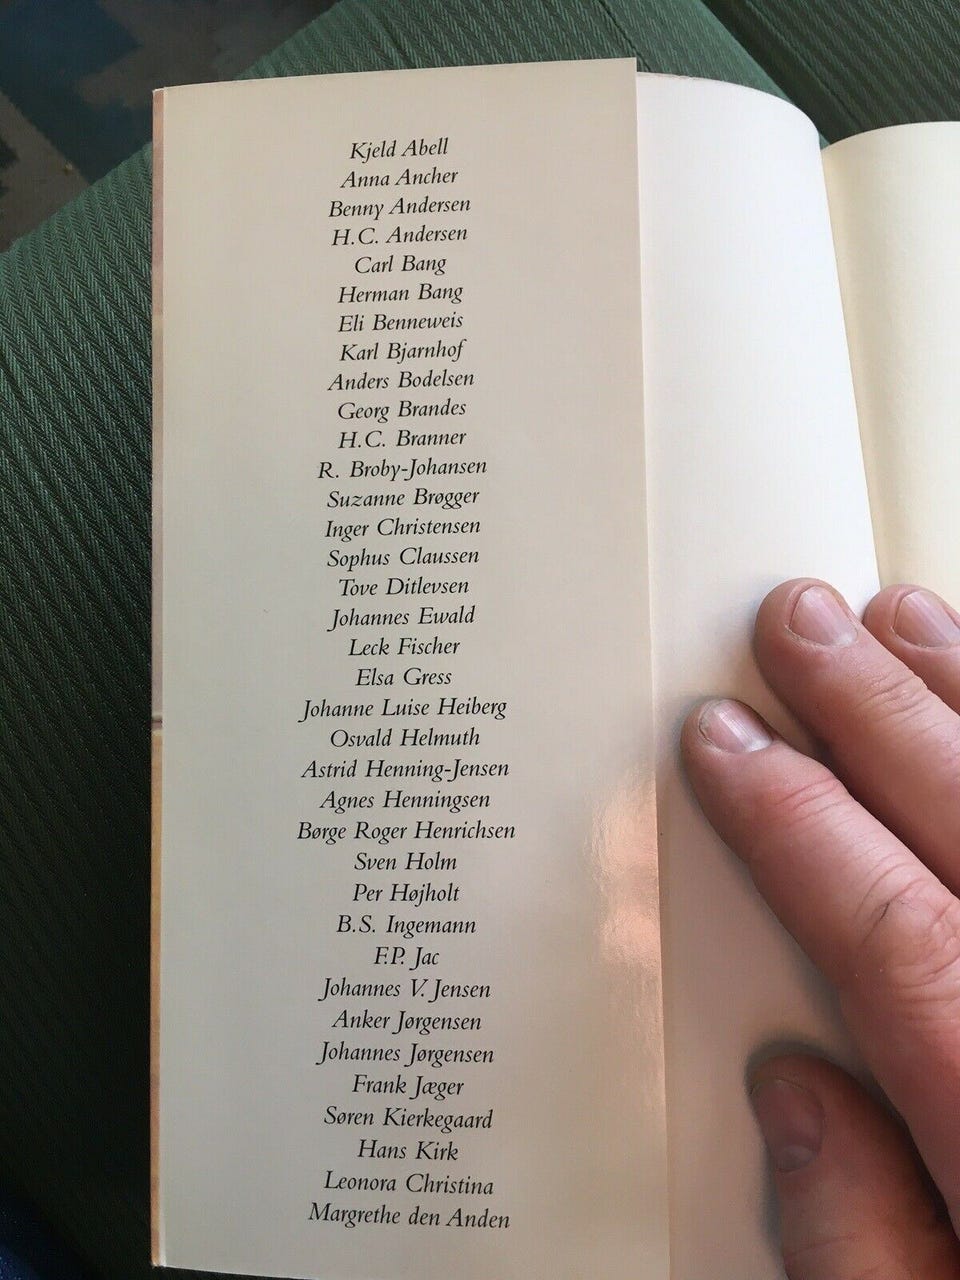 Kjeld Abell
Anna Ancher
Benny Andersen
H.C. Andersen
Carl Bang
Herman Bang
Eli Benneweis
Karl Bjarnhof
Anders Bodelsen
Georg Brandes
H.C. Branner
R. Broby-Johansen
Suzanne Brøgger
Inger Christensen
Sophus Claussen
Tove Ditlevsen
Johannes Ewald
Leck Fischer
Elsa Gress
Johanne Luise Heiberg
Osvald Helmuth
Astrid Henning-Jensen
Agnes Henningsen
Børge Roger Henrichsen
Sven Holm
Per Højholt
B.S. Ingemann
F.P. Jac
Johannes V. Jensen
Anker Jørgensen
Johannes Jørgensen
Frank Jæger
Søren Kierkegaard
Hans Kirk
Leonora Christina
Margrethe den Anden